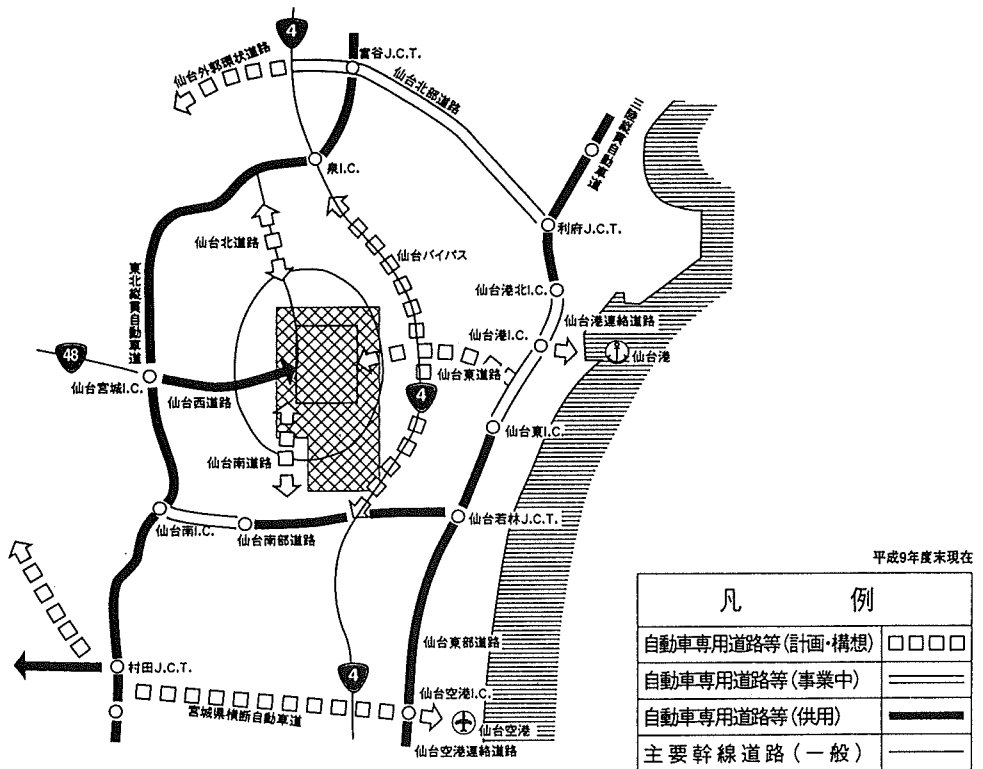 4
富谷J.C.T.
仙台外郭環状道路
仙台北部道路
三陸縦貫自動車道
泉I.C.
利府J.C.T.
仙台北道路
仙台バイパス
東北縦貫自動車道
仙台港北I.C.
仙台港連絡道路
仙台港I.C.
仙台港
48
仙台宮城I.C.
仙台西道路
仙台東道路
4
仙台東I.C.
仙台南道路
仙台南I.C.
仙台南部道路
仙台若林J.C.T.
仙台東部道路
村田J.C.T.
4
仙台空港I.C.
宮城県横断自動車道
仙台空港
仙台空港連絡道路
平成9年度末現在
凡例
自動車専用道路等(計画・構想)
自動車専用道路等(事業中)
自動車専用道路等(供用)
主要幹線道路(一般)